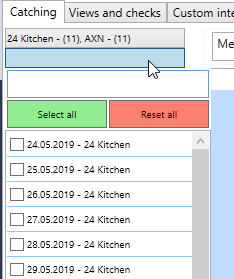 Catching Views and checks Custom inte
24 Kitchen - (11), AXN - (11)
Me
Select all Reset all
24.05.2019 - 24 Kitchen
25.05.2019 - 24 Kitchen
26.05.2019 - 24 Kitchen
27.05.2019 - 24 Kitchen
28.05.2019 - 24 Kitchen
29.05.2019 - 24 Kitchen